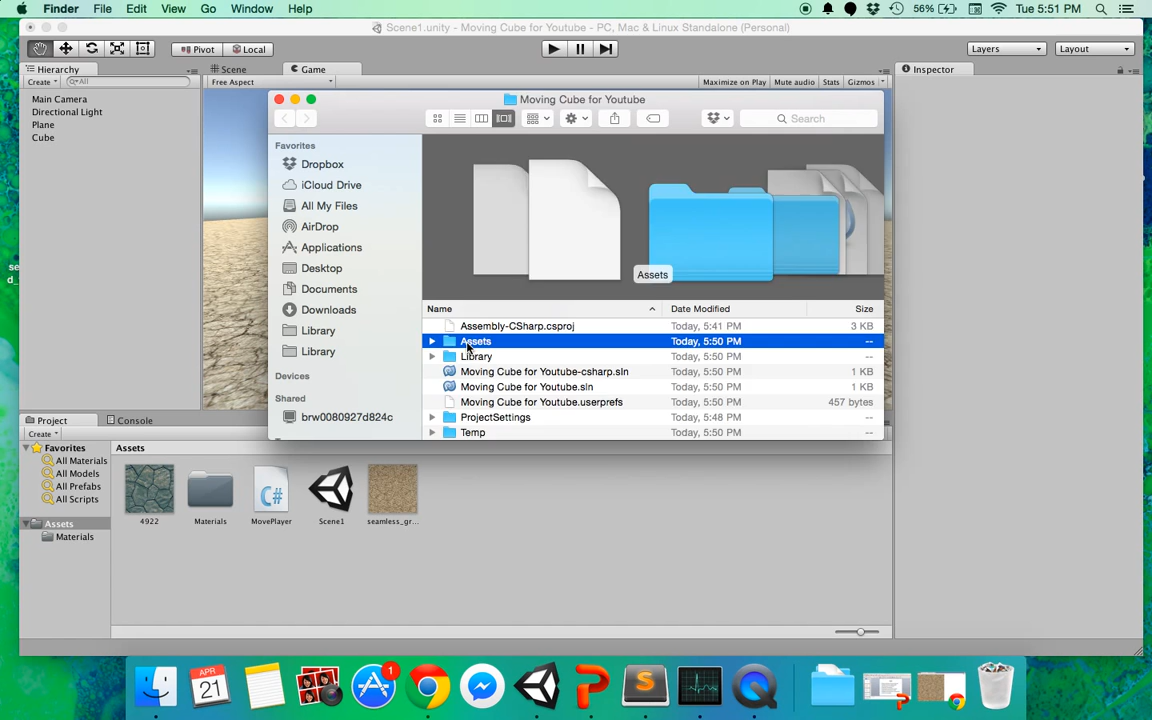 Finder File Edit View Go Window Help 56% Tue 5:51 PM
Scene1.unity - Moving Cube for Youtube - PC, Mac & Linux Standalone (Personal)
Pivot Local Layers Layout
Hierarchy Scene Game Inspector
Create All Free Aspect Maximize on Play Mute audio Stats Gizmos
Main Camera
Directional Light
Plane
Cube
Moving Cube for Youtube
Search
Favorites
Dropbox
iCloud Drive
All My Files
AirDrop
Applications
Desktop
Documents
Downloads
Library
Library
Devices
Shared
brw0080927d824c
Assets
Name Date Modified Size
Assembly-CSharp.csproj Today, 5:41 PM 3 KB
Assets Today, 5:50 PM --
Library Today, 5:50 PM --
Moving Cube for Youtube-csharp.sln Today, 5:50 PM 1 KB
Moving Cube for Youtube.sln Today, 5:50 PM 1 KB
Moving Cube for Youtube.userprefs Today, 5:50 PM 457 bytes
ProjectSettings Today, 5:48 PM --
Temp Today, 5:50 PM --
se
d_
Project Console
Create
Favorites
All Materials
All Models
All Prefabs
All Scripts
Assets
Materials
Assets
C#
4922 Materials MovePlayer Scene1 seamless_gr...
APR
21
1